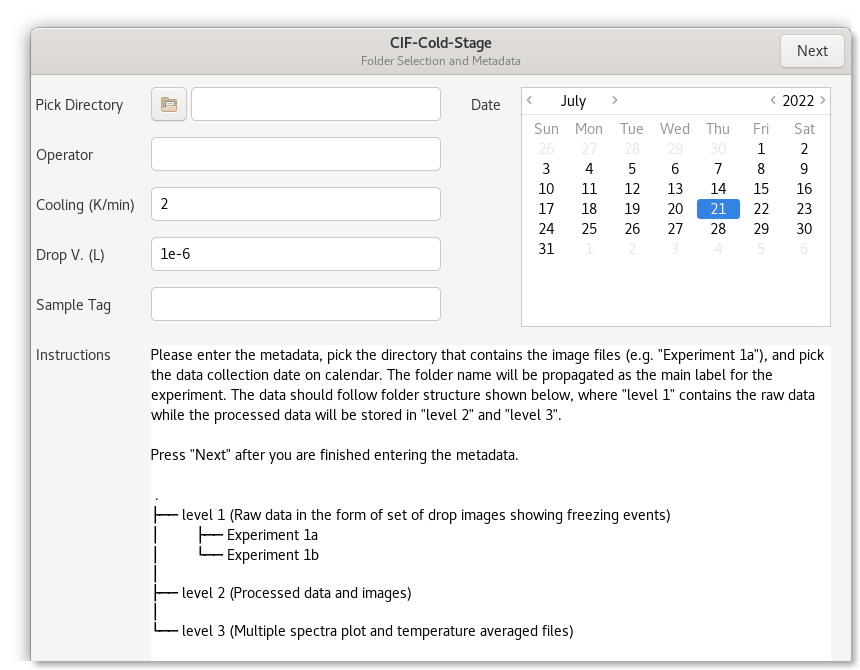 CIF-Cold-Stage
Folder Selection and Metadata
Next
Pick Directory
Operator
Cooling (K/min)
2
Drop V. (L)
1e-6
Sample Tag
Date
July 2022
Sun Mon Tue Wed Thu Fri Sat
26 27 28 29 30 1 2
3 4 5 6 7 8 9
10 11 12 13 14 15 16
17 18 19 20 21 22 23
24 25 26 27 28 29 30
31 1 2 3 4 5 6
Instructions
Please enter the metadata, pick the directory that contains the image files (e.g. "Experiment 1a"), and pick
the data collection date on calendar. The folder name will be propagated as the main label for the
experiment. The data should follow folder structure shown below, where "level 1" contains the raw data
while the processed data will be stored in "level 2" and "level 3".
Press "Next" after you are finished entering the metadata.
.
├── level 1 (Raw data in the form of set of drop images showing freezing events)
│ ├── Experiment 1a
│ └── Experiment 1b
│
├── level 2 (Processed data and images)
│
└── level 3 (Multiple spectra plot and temperature averaged files)